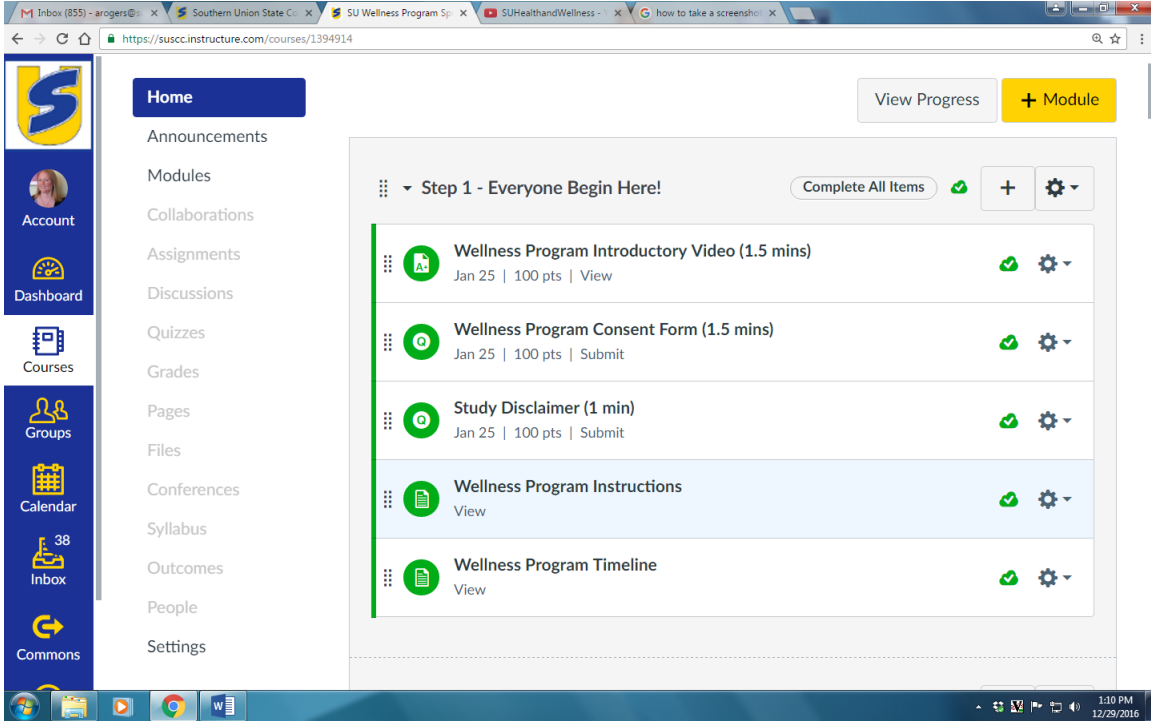 Inbox (855) - arogers@s
Southern Union State Co
SU Wellness Program Sp
SUHealthandWellness -
how to take a screenshot
https://suscc.instructure.com/courses/1394914
Account
Dashboard
Courses
Groups
Calendar
38
Inbox
Commons
Home
Announcements
Modules
Collaborations
Assignments
Discussions
Quizzes
Grades
Pages
Files
Conferences
Syllabus
Outcomes
People
Settings
View Progress
+ Module
Step 1 - Everyone Begin Here!
Complete All Items
Wellness Program Introductory Video (1.5 mins)
Jan 25 | 100 pts | View
Wellness Program Consent Form (1.5 mins)
Jan 25 | 100 pts | Submit
Study Disclaimer (1 min)
Jan 25 | 100 pts | Submit
Wellness Program Instructions
View
Wellness Program Timeline
View
1:10 PM
12/29/2016